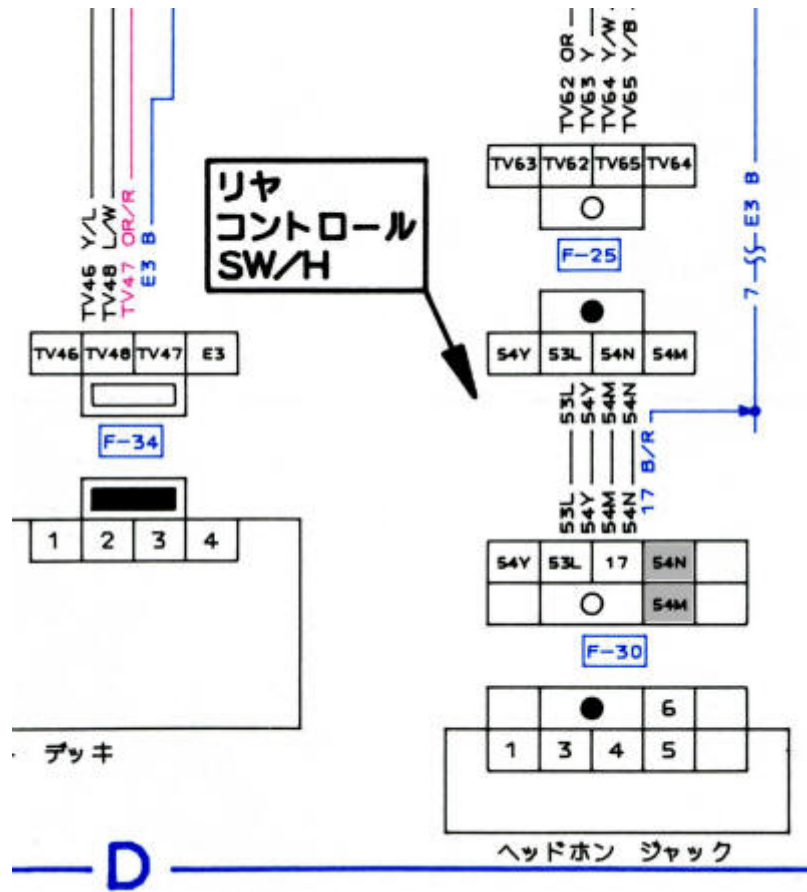 TV46 Y/L
TV48 L/W
TV47 OR/R
E3 B
TV46 TV48 TV47 E3
F-34
1 2 3 4
デッキ
リヤ
コントロール
SW/H
TV62 OR
TV63 Y
TV64 Y/W
TV65 Y/B
TV63 TV62 TV65 TV64
F-25
7 E3 B
54Y 53L 54N 54M
53L
54Y
54M
54N
17 B/R
53L
54Y
54M
54N
54Y 53L 17 54N
54M
F-30
6
1 3 4 5
ヘッドホン ジャック
D